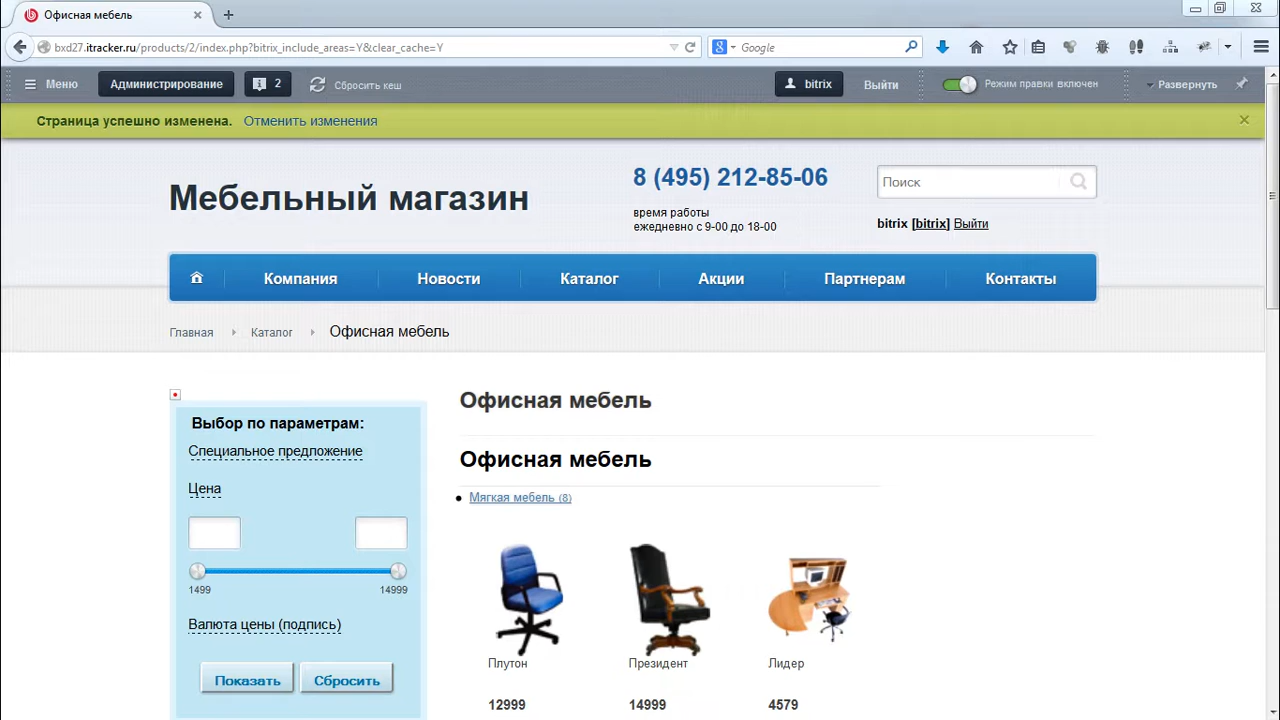 Офисная мебель
bxd27.itracker.ru/products/2/index.php?bitrix_include_areas=Y&clear_cache=Y
Google
Меню
Администрирование
2
Сбросить кеш
bitrix
Выйти
Режим правки включен
Развернуть
Страница успешно изменена. Отменить изменения
Мебельный магазин
8 (495) 212-85-06
время работы
ежедневно с 9-00 до 18-00
Поиск
bitrix [bitrix] Выйти
Компания
Новости
Каталог
Акции
Партнерам
Контакты
Главная
Каталог
Офисная мебель
Выбор по параметрам:
Специальное предложение
Цена
1499
14999
Валюта цены (подпись)
Показать
Сбросить
Офисная мебель
Офисная мебель
Мягкая мебель (8)
Плутон
Президент
Лидер
12999
14999
4579